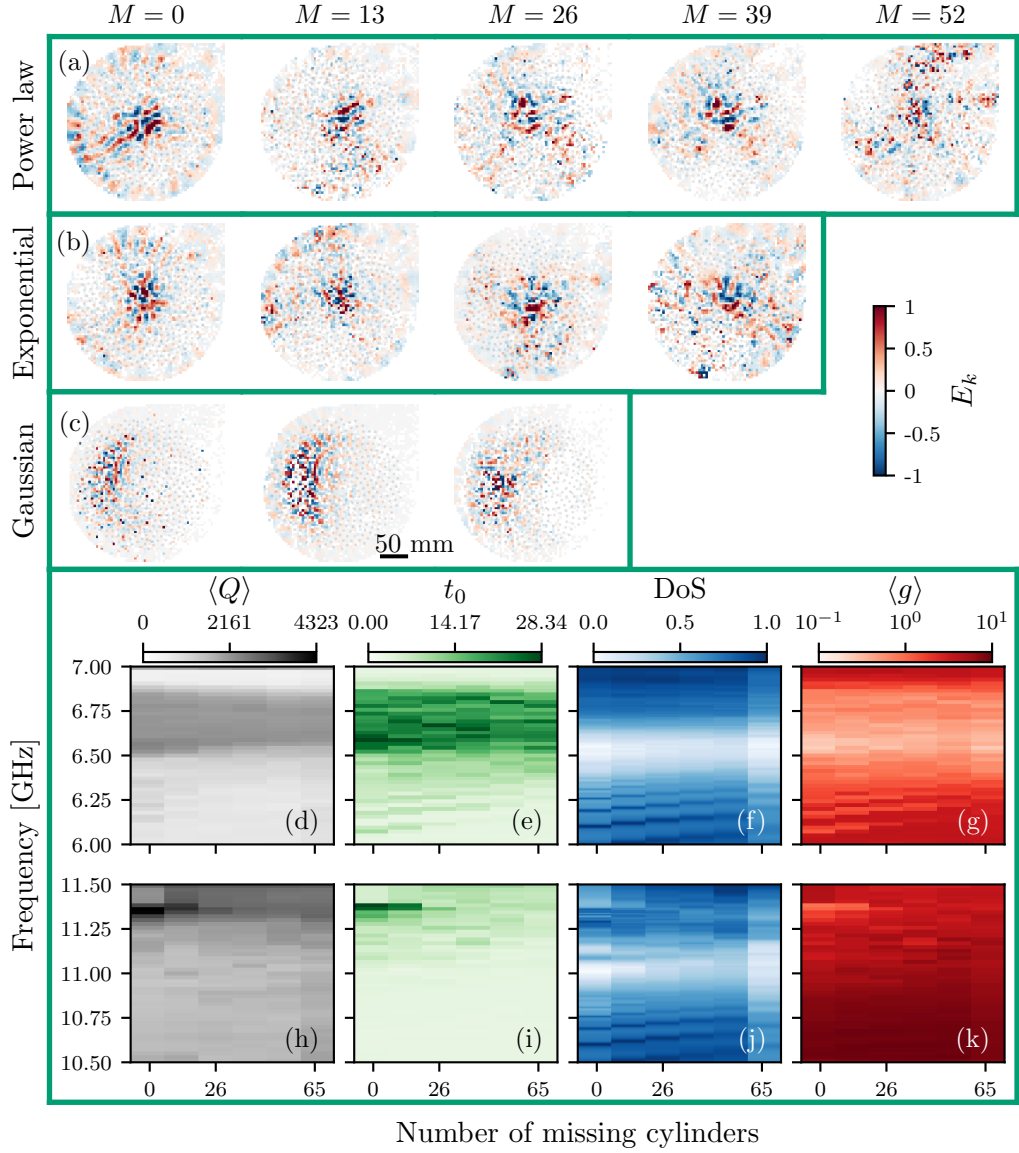 M = 0 M = 13 M = 26 M = 39 M = 52
Power law
(a)
Exponential
(b)
1
0.5
0
-0.5
-1
E_k
Gaussian
(c)
50 mm
⟨Q⟩ t_0 DoS ⟨g⟩
0 2161 4323 0.00 14.17 28.34 0.0 0.5 1.0 10^{-1} 10^0 10^1
Frequency [GHz]
7.00
6.75
6.50
6.25
6.00
(d) (e) (f) (g)
11.50
11.25
11.00
10.75
10.50
(h) (i) (j) (k)
0 26 65 0 26 65 0 26 65 0 26 65
Number of missing cylinders